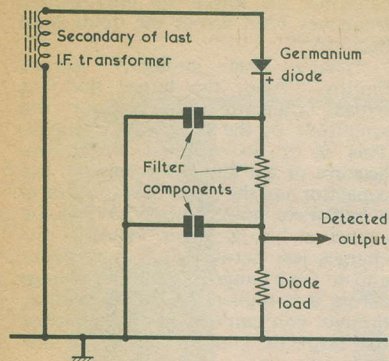 Secondary of last
I.F. transformer
Germanium
diode
+
Filter
components
Detected
output
Diode
load